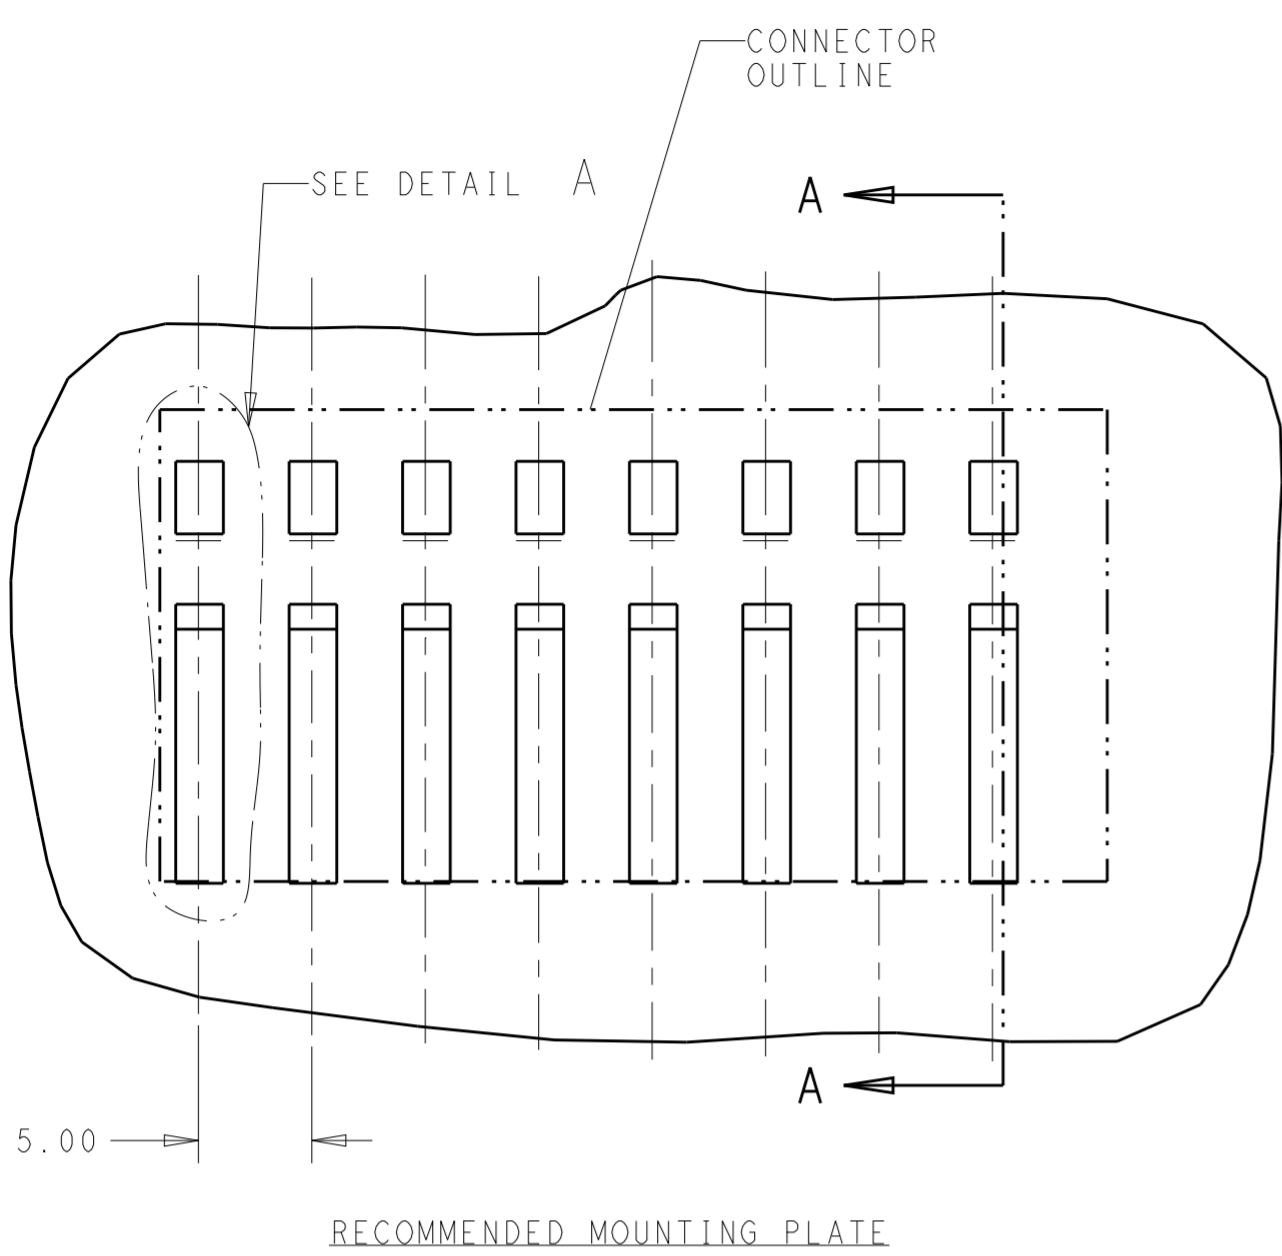 CONNECTOR
OUTLINE
SEE DETAIL A
A
A
5.00
RECOMMENDED MOUNTING PLATE